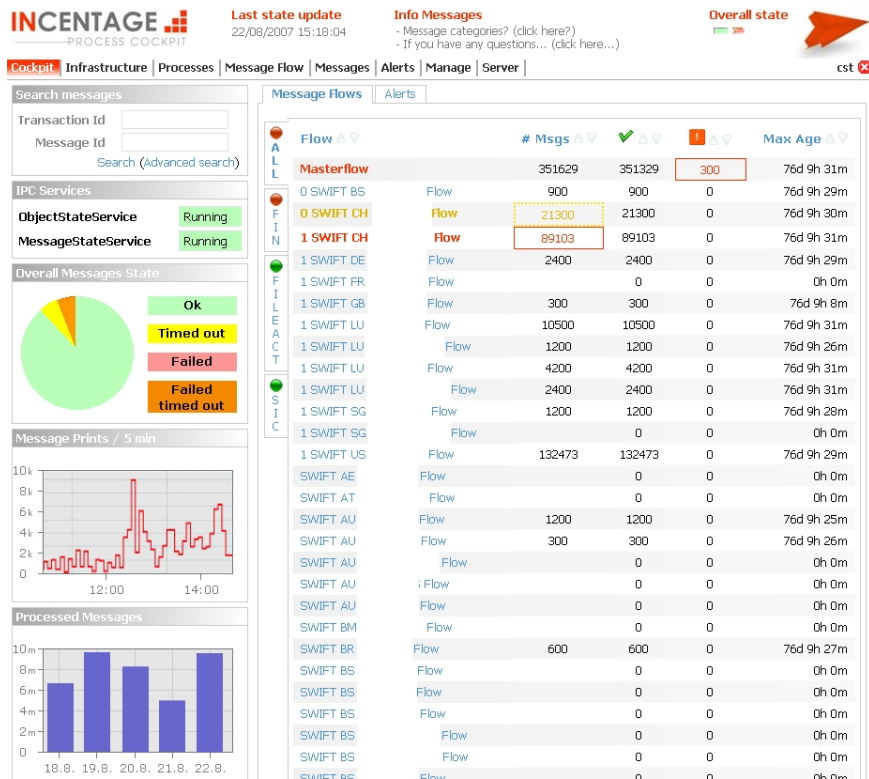 INCENTAGE
PROCESS COCKPIT
Last state update
22/08/2007 15:18:04
Info Messages
- Message categories? (click here?)
- If you have any questions... (click here...)
Overall state
Cockpit Infrastructure Processes Message Flow Messages Alerts Manage Server
cst
Search messages
Transaction Id
Message Id
Search (Advanced search)
IPC Services
ObjectStateService Running
MessageStateService Running
Overall Messages State
Ok
Timed out
Failed
Failed
timed out
Message Prints / 5 min
10k
8k
6k
4k
2k
0
12:00 14:00
Processed Messages
10m
8m
6m
4m
2m
0
18.8. 19.8. 20.8. 21.8. 22.8.
Message Flows Alerts
ALL
FIN
FILEACT
SIC
Flow # Msgs Max Age
Masterflow 351629 351329 300 76d 9h 31m
0 SWIFT BS Flow 900 900 0 76d 9h 29m
0 SWIFT CH Flow 21300 21300 0 76d 9h 30m
1 SWIFT CH Flow 89103 89103 0 76d 9h 31m
1 SWIFT DE Flow 2400 2400 0 76d 9h 29m
1 SWIFT FR Flow 0 0 0h 0m
1 SWIFT GB Flow 300 300 0 76d 9h 8m
1 SWIFT LU Flow 10500 10500 0 76d 9h 31m
1 SWIFT LU Flow 1200 1200 0 76d 9h 26m
1 SWIFT LU Flow 4200 4200 0 76d 9h 31m
1 SWIFT LU Flow 2400 2400 0 76d 9h 31m
1 SWIFT SG Flow 1200 1200 0 76d 9h 28m
1 SWIFT SG Flow 0 0 0h 0m
1 SWIFT US Flow 132473 132473 0 76d 9h 29m
SWIFT AE Flow 0 0 0h 0m
SWIFT AT Flow 0 0 0h 0m
SWIFT AU Flow 1200 1200 0 76d 9h 25m
SWIFT AU Flow 300 300 0 76d 9h 26m
SWIFT AU Flow 0 0 0h 0m
SWIFT AU Flow 0 0 0h 0m
SWIFT AU Flow 0 0 0h 0m
SWIFT BM Flow 0 0 0h 0m
SWIFT BR Flow 600 600 0 76d 9h 27m
SWIFT BS Flow 0 0 0h 0m
SWIFT BS Flow 0 0 0h 0m
SWIFT BS Flow 0 0 0h 0m
SWIFT BS Flow 0 0 0h 0m
SWIFT BS Flow 0 0 0h 0m
SWIFT BS Flow 0 0 0h 0m